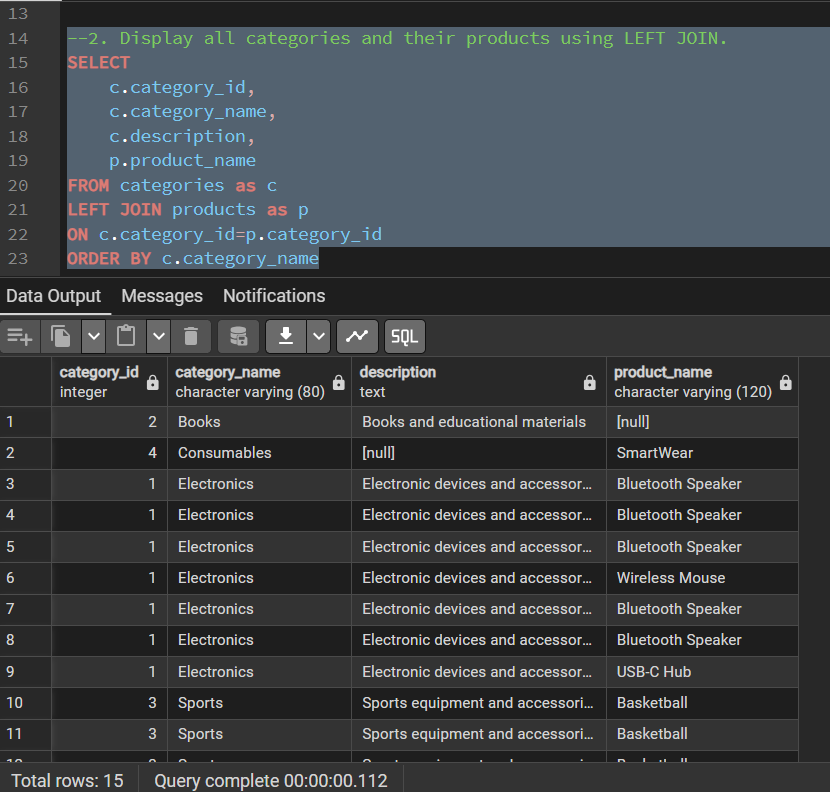 13
14 --2. Display all categories and their products using LEFT JOIN.
15 SELECT
16 c.category_id,
17 c.category_name,
18 c.description,
19 p.product_name
20 FROM categories as c
21 LEFT JOIN products as p
22 ON c.category_id=p.category_id
23 ORDER BY c.category_name
Data Output Messages Notifications
SQL
category_id category_name description product_name
integer character varying (80) text character varying (120)
1 2 Books Books and educational materials [null]
2 4 Consumables [null] SmartWear
3 1 Electronics Electronic devices and accessor... Bluetooth Speaker
4 1 Electronics Electronic devices and accessor... Bluetooth Speaker
5 1 Electronics Electronic devices and accessor... Bluetooth Speaker
6 1 Electronics Electronic devices and accessor... Wireless Mouse
7 1 Electronics Electronic devices and accessor... Bluetooth Speaker
8 1 Electronics Electronic devices and accessor... Bluetooth Speaker
9 1 Electronics Electronic devices and accessor... USB-C Hub
10 3 Sports Sports equipment and accessori... Basketball
11 3 Sports Sports equipment and accessori... Basketball
Total rows: 15 Query complete 00:00:00.112